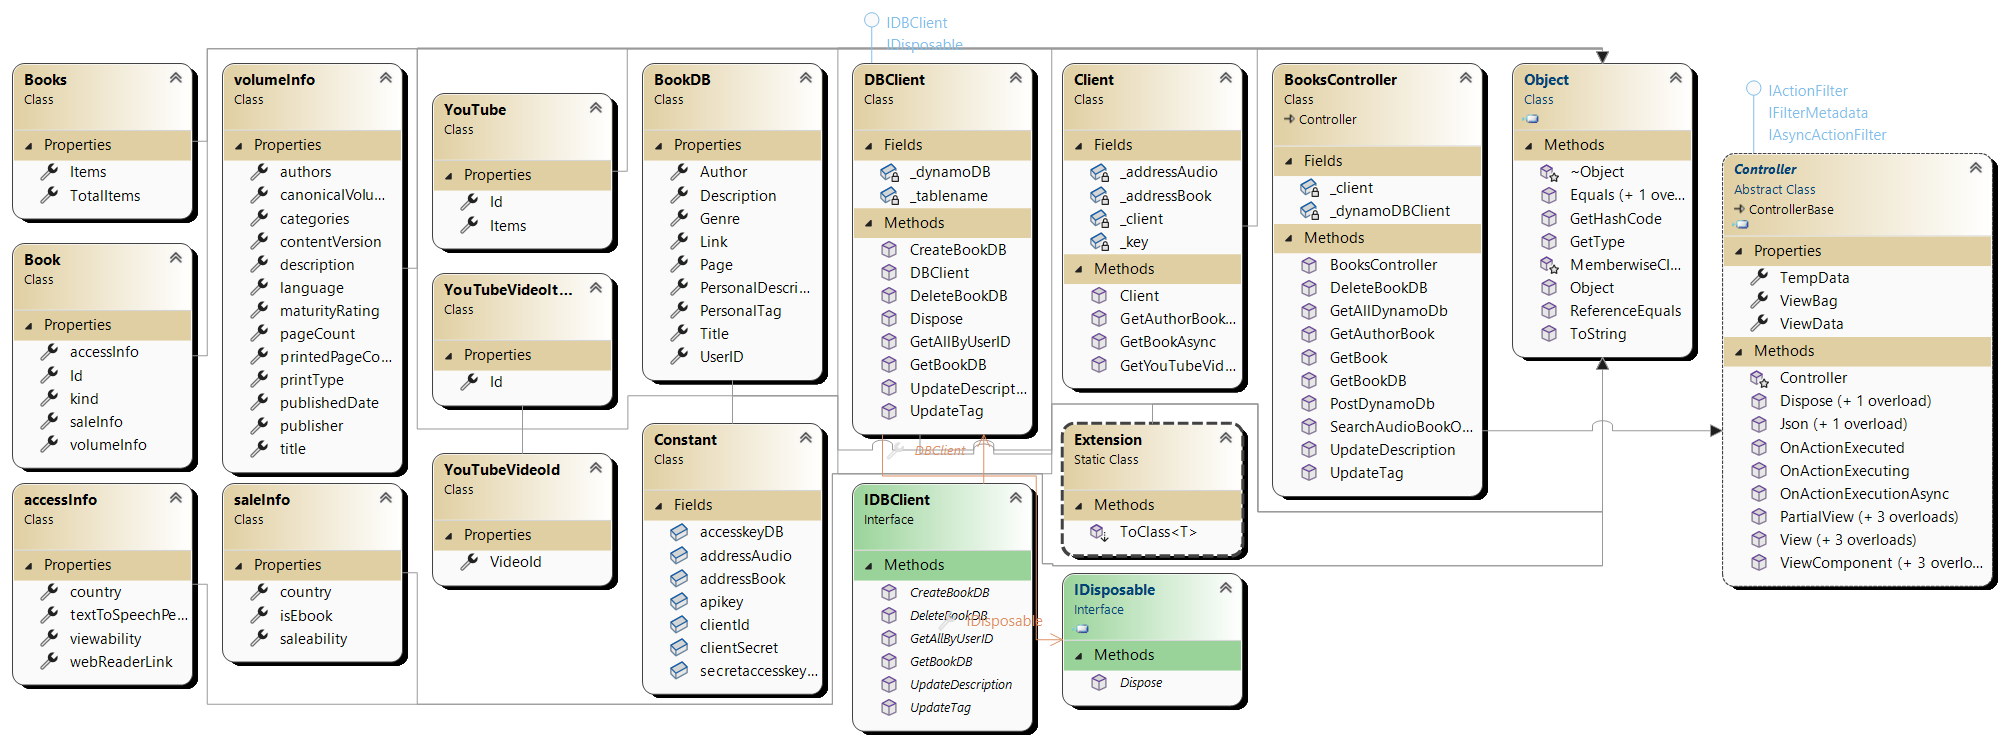 IDBClient
IDisposable
Books
Class
Properties
Items
TotalItems
Book
Class
Properties
accessInfo
Id
kind
saleInfo
volumeInfo
accessInfo
Class
Properties
country
textToSpeechPe...
viewability
webReaderLink
volumeInfo
Class
Properties
authors
canonicalVolu...
categories
contentVersion
description
language
maturityRating
pageCount
printedPageCo...
printType
publishedDate
publisher
title
saleInfo
Class
Properties
country
isEbook
saleability
YouTube
Class
Properties
Id
Items
YouTubeVideoIt...
Class
Properties
Id
YouTubeVideoId
Class
Properties
VideoId
BookDB
Class
Properties
Author
Description
Genre
Link
Page
PersonalDescri...
PersonalTag
Title
UserID
Constant
Class
Fields
accesskeyDB
addressAudio
addressBook
apikey
clientId
clientSecret
secretaccesskey...
DBClient
Class
Fields
_dynamoDB
_tablename
Methods
CreateBookDB
DBClient
DeleteBookDB
Dispose
GetAllByUserID
GetBookDB
UpdateDescript...
UpdateTag
DBClient
IDBClient
Interface
Methods
CreateBookDB
DeleteBookDB
IDisposable
GetAllByUserID
GetBookDB
UpdateDescription
UpdateTag
Client
Class
Fields
_addressAudio
_addressBook
_client
_key
Methods
Client
GetAuthorBook...
GetBookAsync
GetYouTubeVid...
Extension
Static Class
Methods
ToClass<T>
IDisposable
Interface
Methods
Dispose
BooksController
Class
Controller
Fields
_client
_dynamoDBClient
Methods
BooksController
DeleteBookDB
GetAllDynamoDb
GetAuthorBook
GetBook
GetBookDB
PostDynamoDb
SearchAudioBookO...
UpdateDescription
UpdateTag
Object
Class
Methods
~Object
Equals (+ 1 ove...
GetHashCode
GetType
MemberwiseCl...
Object
ReferenceEquals
ToString
IActionFilter
IFilterMetadata
IAsyncActionFilter
Controller
Abstract Class
ControllerBase
Properties
TempData
ViewBag
ViewData
Methods
Controller
Dispose (+ 1 overload)
Json (+ 1 overload)
OnActionExecuted
OnActionExecuting
OnActionExecutionAsync
PartialView (+ 3 overloads)
View (+ 3 overloads)
ViewComponent (+ 3 overlo...